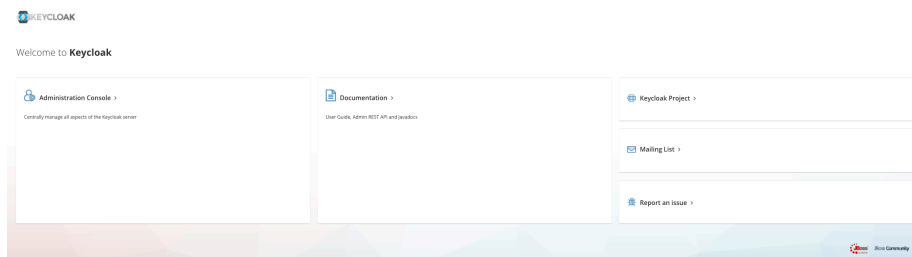 KEYCLOAK
Welcome to Keycloak
Administration Console >
Centrally manage all aspects of the Keycloak server
Documentation >
User Guide, Admin REST API and Javadocs
Keycloak Project >
Mailing List >
Report an issue >
JBoss JBoss Community